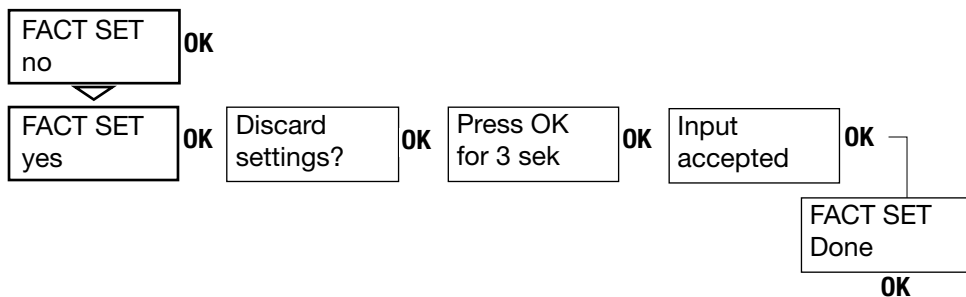 FACT SET
no
OK
FACT SET
yes
OK
Discard
settings?
OK
Press OK
for 3 sek
OK
Input
accepted
OK
FACT SET
Done
OK